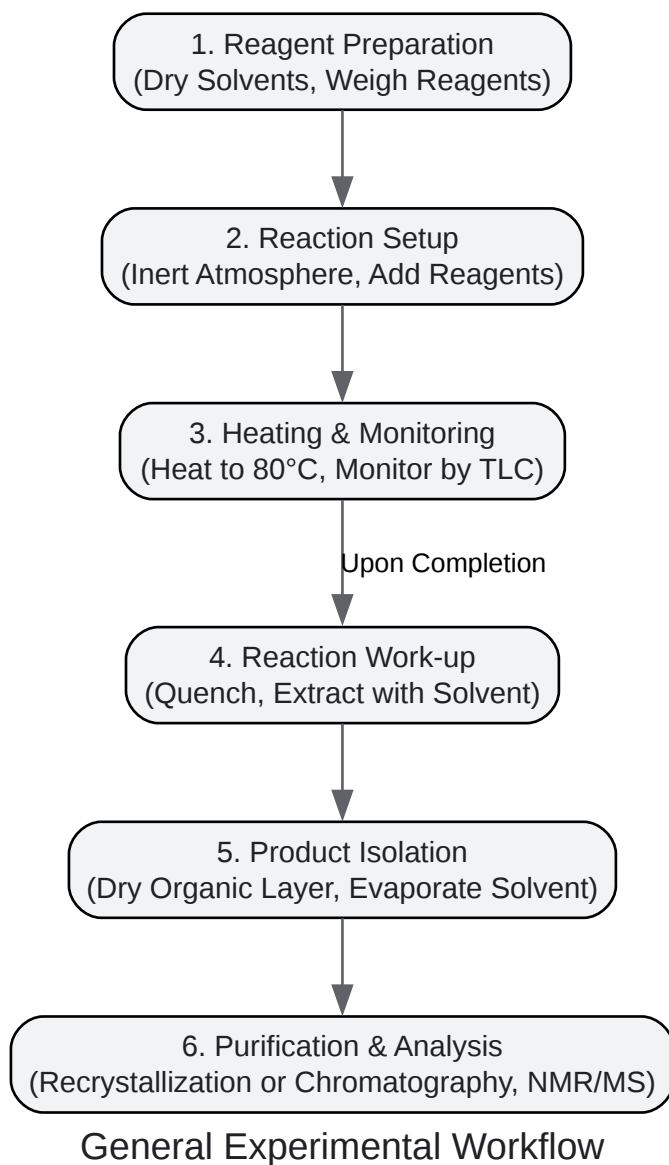 1. Reagent Preparation
(Dry Solvents, Weigh Reagents)
2. Reaction Setup
(Inert Atmosphere, Add Reagents)
3. Heating & Monitoring
(Heat to 80°C, Monitor by TLC)
Upon Completion
4. Reaction Work-up
(Quench, Extract with Solvent)
5. Product Isolation
(Dry Organic Layer, Evaporate Solvent)
6. Purification & Analysis
(Recrystallization or Chromatography, NMR/MS)
General Experimental Workflow